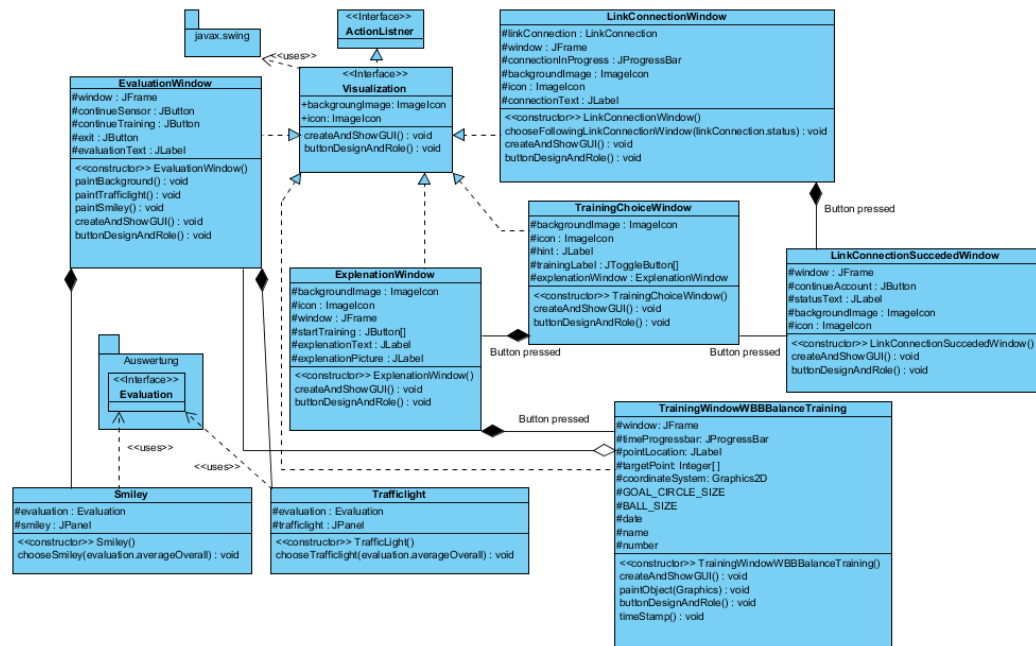 javax.swing
<<uses>>
<<Interface>>
ActionListner
<<Interface>>
Visualization
+backgroungImage: ImageIcon
+icon: ImageIcon
createAndShowGUI() : void
buttonDesignAndRole() : void
LinkConnectionWindow
#linkConnection : LinkConnection
#window : JFrame
#connectionInProgress : JProgressBar
#backgroundImage : ImageIcon
#icon : ImageIcon
#connectionText : JLabel
<<constructor>> LinkConnectionWindow()
chooseFollowingLinkConnectionWindow(linkConnection.status) : void
createAndShowGUI() : void
buttonDesignAndRole() : void
EvaluationWindow
#window : JFrame
#continueSensor : JButton
#continueTraining : JButton
#exit : JButton
#evaluationText : JLabel
<<constructor>> EvaluationWindow()
paintBackground() : void
paintTrafficlight() : void
paintSmiley() : void
createAndShowGUI() : void
buttonDesignAndRole() : void
Button pressed
TrainingChoiceWindow
#backgroundImage : ImageIcon
#icon : ImageIcon
#hint : JLabel
#trainingLabel : JToggleButton[]
#explenationWindow : ExplenationWindow
<<constructor>> TrainingChoiceWindow()
createAndShowGUI() : void
buttonDesignAndRole() : void
LinkConnectionSuccededWindow
#window : JFrame
#continueAccount : JButton
#statusText : JLabel
#backgroundImage : ImageIcon
#icon : ImageIcon
<<constructor>> LinkConnectionSuccededWindow()
createAndShowGUI() : void
buttonDesignAndRole() : void
ExplenationWindow
#backgroundImage : ImageIcon
#icon : ImageIcon
#window : JFrame
#startTraining : JButton[]
#explenationText : JLabel
#explenationPicture : JLabel
<<constructor>> ExplenationWindow()
createAndShowGUI() : void
buttonDesignAndRole() : void
Button pressed
Button pressed
Auswertung
<<Interface>>
Evaluation
<<uses>>
<<uses>>
Button pressed
TrainingWindowWBBBalanceTraining
#window: JFrame
#timeProgressbar: JProgressBar
#pointLocation: JLabel
#targetPoint: Integer[]
#coordinateSystem: Graphics2D
#GOAL_CIRCLE_SIZE
#BALL_SIZE
#date
#name
#number
<<constructor>> TrainingWindowWBBBalanceTraining()
createAndShowGUI() : void
paintObject(Graphics) : void
buttonDesignAndRole() : void
timeStamp() : void
Smiley
#evaluation : Evaluation
#smiley : JPanel
<<constructor>> Smiley()
chooseSmiley(evaluation.averageOverall) : void
Trafficlight
#evaluation : Evaluation
#trafficlight : JPanel
<<constructor>> TrafficLight()
chooseTrafficlight(evaluation.averageOverall) : void